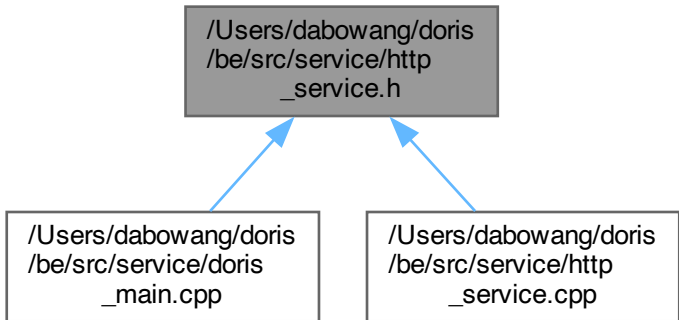 /Users/dabowang/doris
/be/src/service/http
_service.h
/Users/dabowang/doris
/be/src/service/doris
_main.cpp
/Users/dabowang/doris
/be/src/service/http
_service.cpp